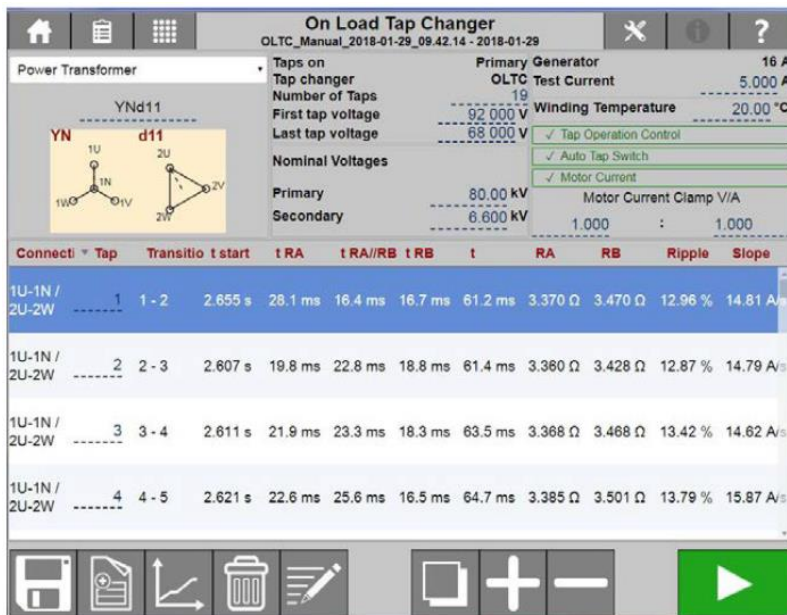 On Load Tap Changer
OLTC_Manual_2018-01-29_09.42.14 - 2018-01-29
?
Power Transformer
YNd11
YN d11
1U 2U
1N 2V
1W 1V
2W
Taps on Primary
Tap changer OLTC
Number of Taps 19
First tap voltage 92 000 V
Last tap voltage 68 000 V
Nominal Voltages
Primary 80.00 kV
Secondary 6.600 kV
Generator 16 A
Test Current 5.000 A
Winding Temperature 20.00 °C
✓ Tap Operation Control
✓ Auto Tap Switch
✓ Motor Current
Motor Current Clamp V/A
1.000 : 1.000
Connecti Tap Transitio t start t RA t RA//RB t RB t RA RB Ripple Slope
1U-1N / 2U-2W 1 1 - 2 2.655 s 28.1 ms 16.4 ms 16.7 ms 61.2 ms 3.370 Ω 3.470 Ω 12.96 % 14.81 A/s
1U-1N / 2U-2W 2 2 - 3 2.607 s 19.8 ms 22.8 ms 18.8 ms 61.4 ms 3.360 Ω 3.428 Ω 12.87 % 14.79 A/s
1U-1N / 2U-2W 3 3 - 4 2.611 s 21.9 ms 23.3 ms 18.3 ms 63.5 ms 3.368 Ω 3.468 Ω 13.42 % 14.62 A/s
1U-1N / 2U-2W 4 4 - 5 2.621 s 22.6 ms 25.6 ms 16.5 ms 64.7 ms 3.385 Ω 3.501 Ω 13.79 % 15.87 A/s